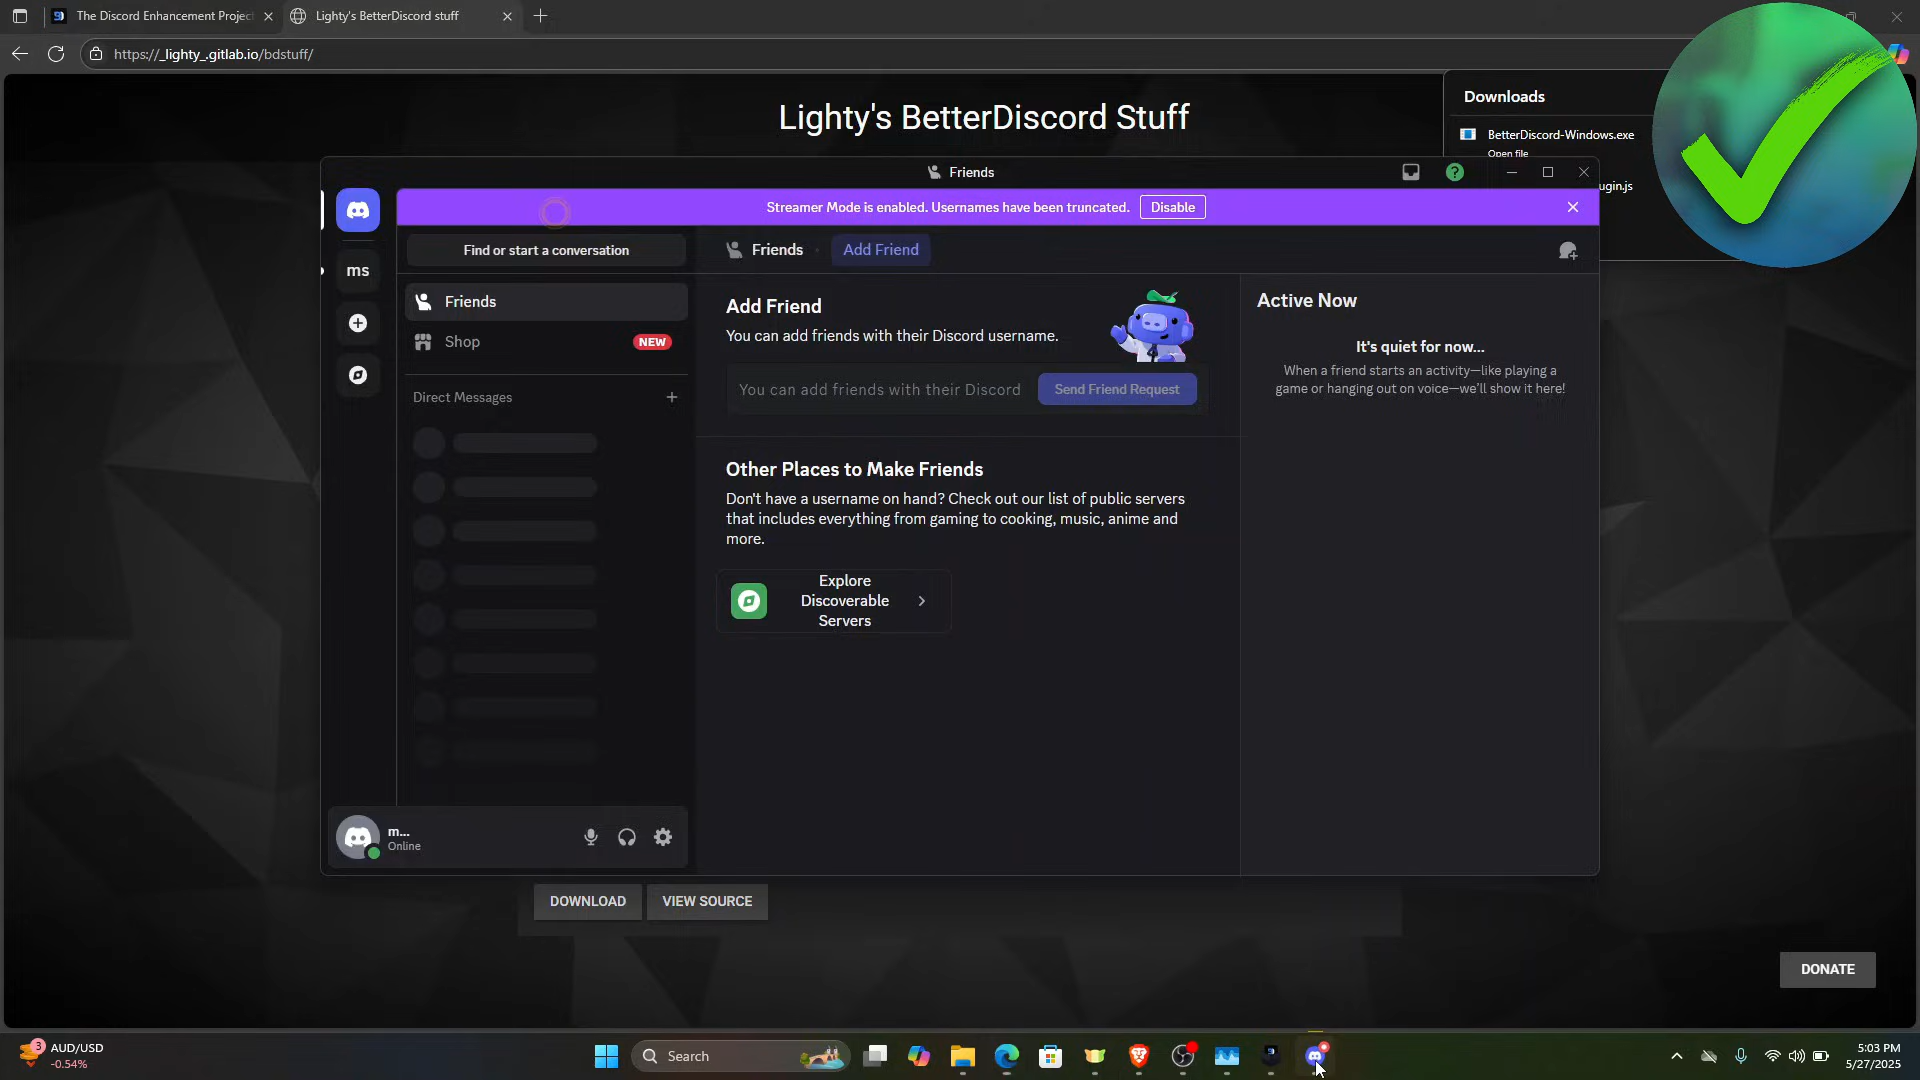 The Discord Enhancement Projec
Lighty's BetterDiscord stuff
https://_lighty_.gitlab.io/bdstuff/
Lighty's BetterDiscord Stuff
Downloads
BetterDiscord-Windows.exe
Open file
ugin.js
Friends
?
Streamer Mode is enabled. Usernames have been truncated.
Disable
Find or start a conversation
Friends
Add Friend
ms
Friends
Shop
NEW
Direct Messages
Add Friend
You can add friends with their Discord username.
You can add friends with their Discord
Send Friend Request
Other Places to Make Friends
Don't have a username on hand? Check out our list of public servers
that includes everything from gaming to cooking, music, anime and
more.
Explore
Discoverable
Servers
Active Now
It's quiet for now...
When a friend starts an activity—like playing a
game or hanging out on voice—we'll show it here!
m...
Online
DOWNLOAD
VIEW SOURCE
DONATE
3
AUD/USD
-0.54%
Search
5:03 PM
5/27/2025